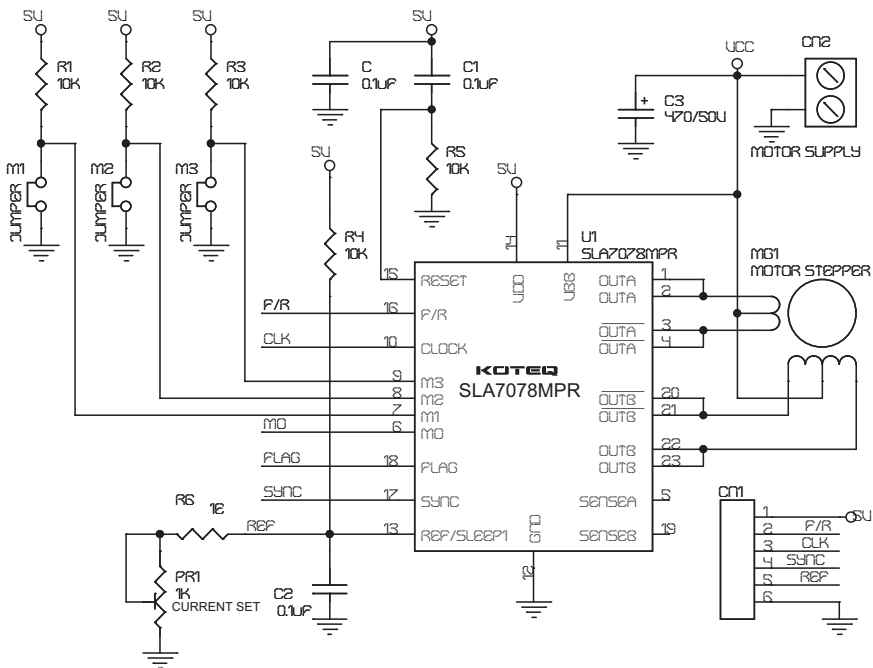 5V
5V
5V
5V
VCC
CN2
R1
10K
R2
10K
R3
10K
C
0.1uF
C1
0.1uF
C3
+
470/50V
MOTOR SUPPLY
M1
JUMPER
M2
JUMPER
M3
JUMPER
5V
R5
10K
5V
R4
10K
14
11
U1
SLA7078MPR
MG1
MOTOR STEPPER
15
RESET
VDD
VBB
OUTA
1
OUTA
2
F/R
16
F/R
OUTA
3
OUTA
4
CLK
10
CLOCK
KOTEQ
SLA7078MPR
9
M3
8
M2
7
M1
MO
6
MO
OUTB
20
OUTB
21
OUTB
22
OUTB
23
FLAG
18
FLAG
SYNC
17
SYNC
SENSEA
5
REF
13
REF/SLEEP1
GND
SENSEB
19
12
R6
1E
PR1
1K
CURRENT SET
C2
0.1uF
CN1
1
5V
2
F/R
3
CLK
4
SYNC
5
REF
6